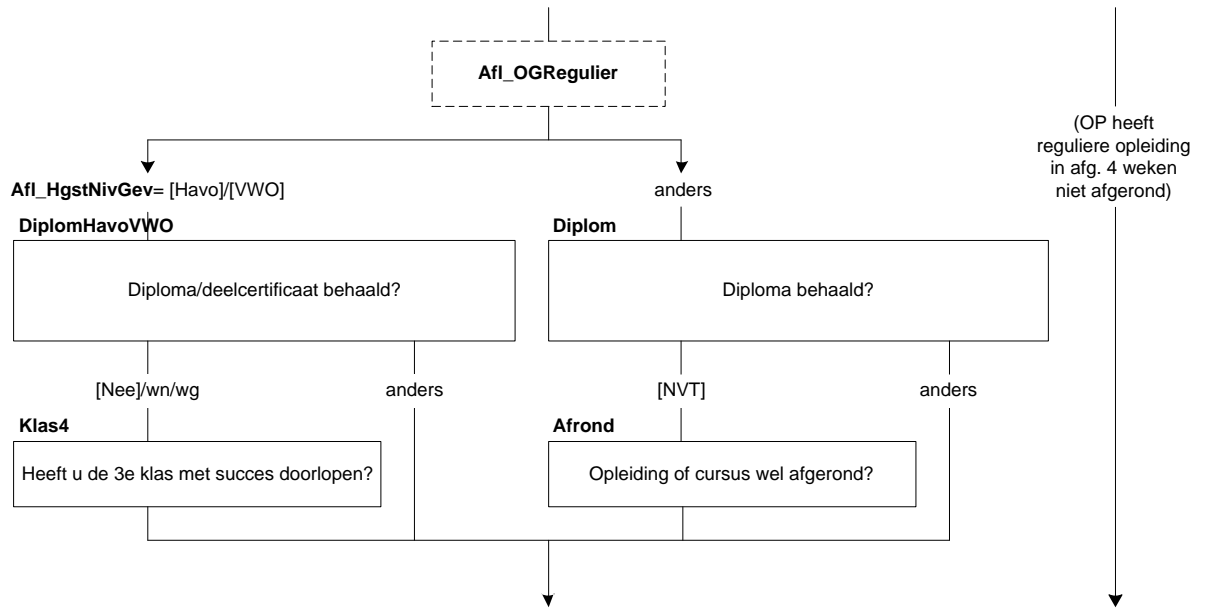 Afl_OGRegulier
(OP heeft
reguliere opleiding
in afg. 4 weken
niet afgerond)
Afl_HgstNivGev= [Havo]/[VWO]
anders
DiplomHavoVWO
Diplom
Diploma/deelcertificaat behaald?
Diploma behaald?
[Nee]/wn/wg
anders
[NVT]
anders
Klas4
Afrond
Heeft u de 3e klas met succes doorlopen?
Opleiding of cursus wel afgerond?